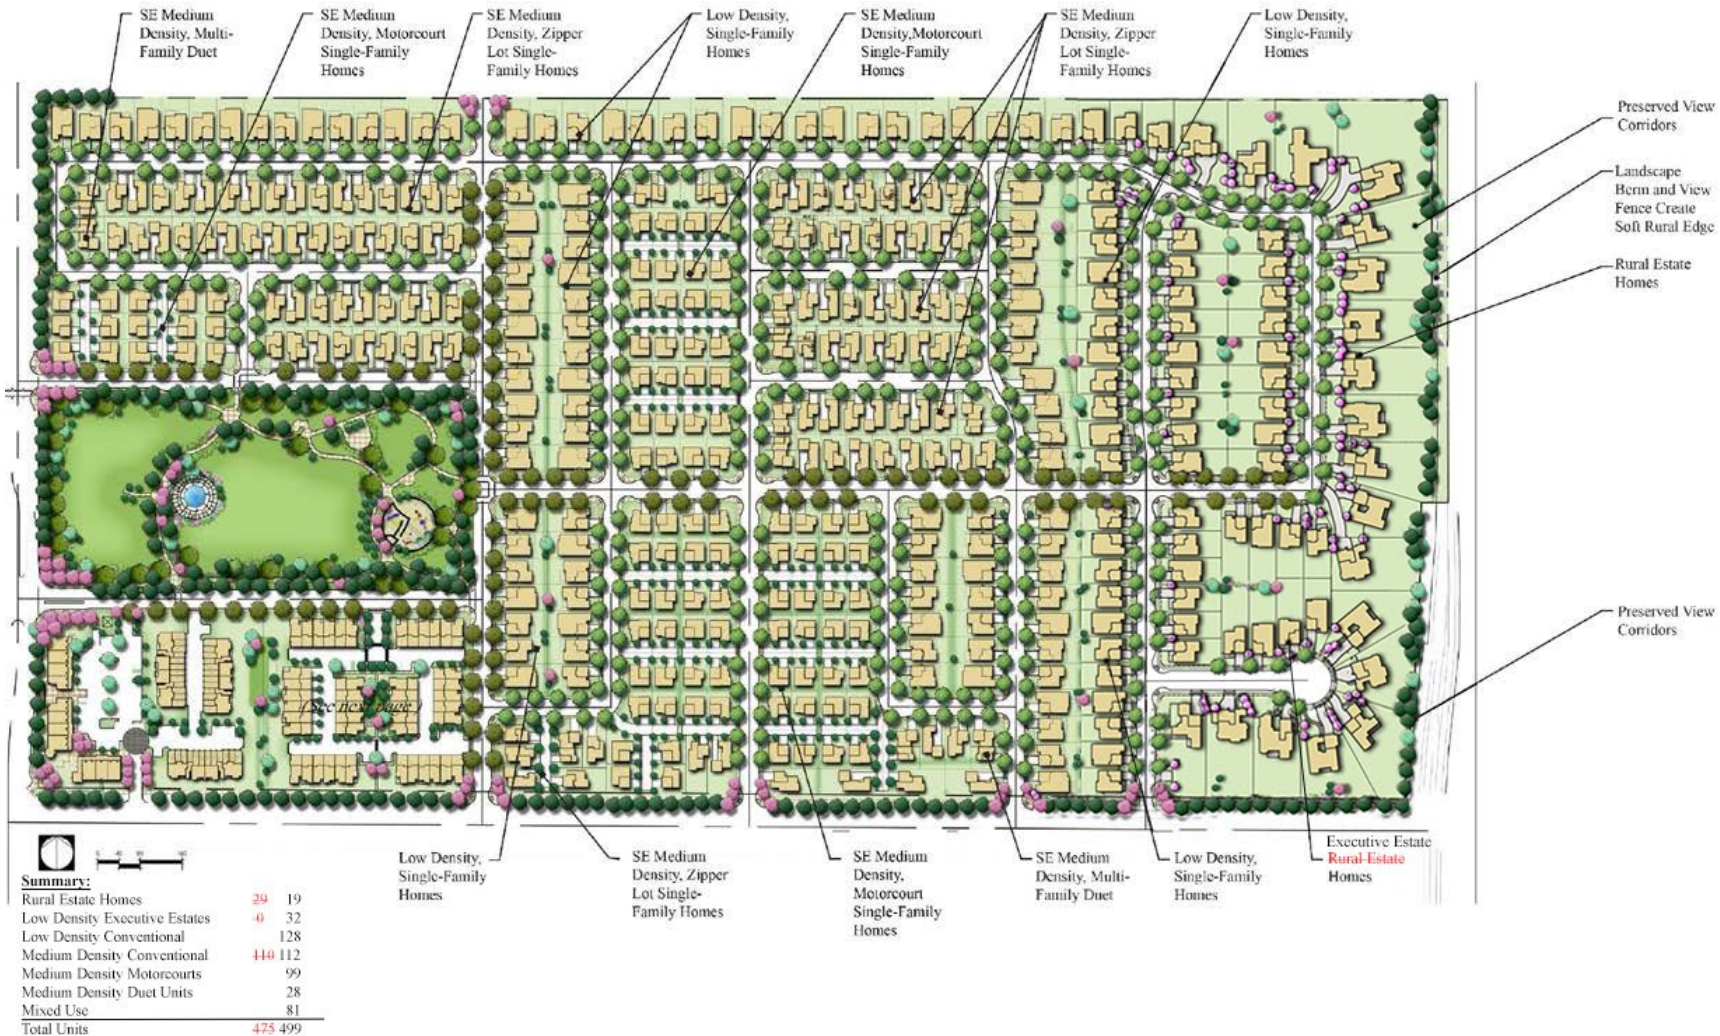 SE Medium
Density, Multi-
Family Duet
SE Medium
Density, Motorcourt
Single-Family
Homes
SE Medium
Density, Zipper
Lot Single-
Family Homes
Low Density,
Single-Family
Homes
SE Medium
Density,Motorcourt
Single-Family
Homes
SE Medium
Density, Zipper
Lot Single-
Family Homes
Low Density,
Single-Family
Homes
Preserved View
Corridors
Landscape
Berm and View
Fence Create
Soft Rural Edge
Rural Estate
Homes
Preserved View
Corridors
(See next page )
Low Density,
Single-Family
Homes
SE Medium
Density, Zipper
Lot Single-
Family Homes
SE Medium
Density,
Motorcourt
Single-Family
Homes
SE Medium
Density, Multi-
Family Duet
Low Density,
Single-Family
Homes
Executive Estate
Rural Estate
Homes
Summary:
Rural Estate Homes 29 19
Low Density Executive Estates 0 32
Low Density Conventional 128
Medium Density Conventional 110 112
Medium Density Motorcourts 99
Medium Density Duet Units 28
Mixed Use 81
Total Units 475 499